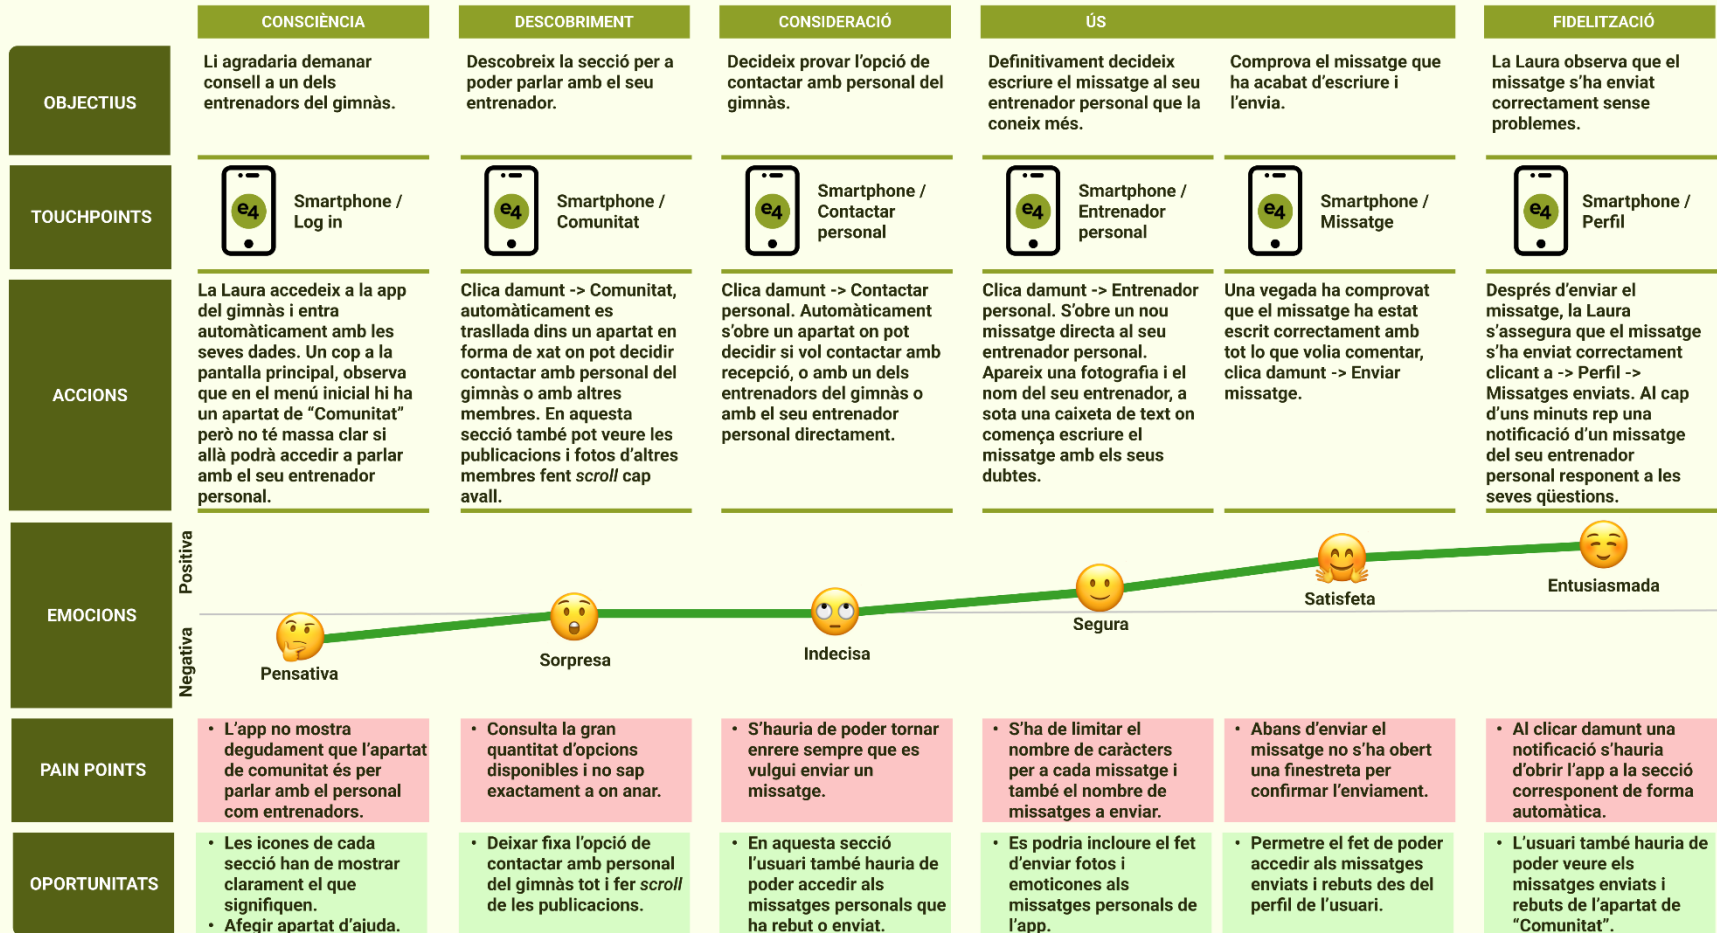 CONSCIÈNCIA
DESCOBRIMENT
CONSIDERACIÓ
ÚS
FIDELITZACIÓ
OBJECTIUS
Li agradaria demanar
consell a un dels
entrenadors del gimnàs.
Descobreix la secció per a
poder parlar amb el seu
entrenador.
Decideix provar l'opció de
contactar amb personal del
gimnàs.
Definitivament decideix
escriure el missatge al seu
entrenador personal que la
coneix més.
Comprova el missatge que
ha acabat d'escriure i
l'envia.
La Laura observa que el
missatge s'ha enviat
correctament sense
problemes.
TOUCHPOINTS
e4
Smartphone /
Log in
e4
Smartphone /
Comunitat
e4
Smartphone /
Contactar
personal
e4
Smartphone /
Entrenador
personal
e4
Smartphone /
Missatge
e4
Smartphone /
Perfil
ACCIONS
La Laura accedeix a la app
del gimnàs i entra
automàticament amb les
seves dades. Un cop a la
pantalla principal, observa
que en el menú inicial hi ha
un apartat de “Comunitat”
però no té massa clar si
allà podrà accedir a parlar
amb el seu entrenador
personal.
Clica damunt -> Comunitat,
automàticament es
trasllada dins un apartat en
forma de xat on pot decidir
contactar amb personal del
gimnàs o amb altres
membres. En aquesta
secció també pot veure les
publicacions i fotos d'altres
membres fent scroll cap
avall.
Clica damunt -> Contactar
personal. Automàticament
s'obre un apartat on pot
decidir si vol contactar amb
recepció, o amb un dels
entrenadors del gimnàs o
amb el seu entrenador
personal directament.
Clica damunt -> Entrenador
personal. S'obre un nou
missatge directa al seu
entrenador personal.
Apareix una fotografia i el
nom del seu entrenador, a
sota una caixeta de text on
comença escriure el
missatge amb els seus
dubtes.
Una vegada ha comprovat
que el missatge ha estat
escrit correctament amb
tot lo que volia comentar,
clica damunt -> Enviar
missatge.
Després d'enviar el
missatge, la Laura
s'assegura que el missatge
s'ha enviat correctament
clicant a -> Perfil ->
Missatges enviats. Al cap
d'uns minuts rep una
notificació d'un missatge
del seu entrenador
personal responent a les
seves qüestions.
EMOCIONS
Positiva
Negativa
Pensativa
Sorpresa
Indecisa
Segura
Satisfeta
Entusiasmada
PAIN POINTS
• L'app no mostra
degudament que l'apartat
de comunitat és per
parlar amb el personal
com entrenadors.
• Consulta la gran
quantitat d'opcions
disponibles i no sap
exactament a on anar.
• S'hauria de poder tornar
enrere sempre que es
vulgui enviar un
missatge.
• S'ha de limitar el
nombre de caràcters
per a cada missatge i
també el nombre de
missatges a enviar.
• Abans d'enviar el
missatge no s'ha obert
una finestreta per
confirmar l'enviament.
• Al clicar damunt una
notificació s'hauria
d'obrir l'app a la secció
corresponent de forma
automàtica.
OPORTUNITATS
• Les icones de cada
secció han de mostrar
clarament el que
signifiquen.
• Afegir apartat d'ajuda.
• Deixar fixa l'opció de
contactar amb personal
del gimnàs tot i fer scroll
de les publicacions.
• En aquesta secció
l'usuari també hauria de
poder accedir als
missatges personals que
ha rebut o enviat.
• Es podria incloure el fet
d'enviar fotos i
emoticones als
missatges personals de
l'app.
• Permetre el fet de poder
accedir als missatges
enviats i rebuts des del
perfil de l'usuari.
• L'usuari també hauria de
poder veure els
missatges enviats i
rebuts de l'apartat de
“Comunitat”.